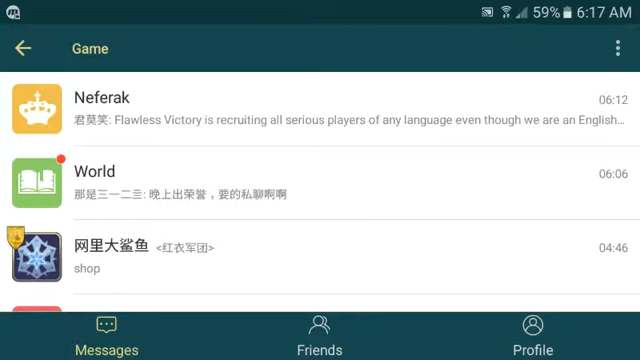 59% 6:17 AM
Game
Neferak 06:12
君莫笑: Flawless Victory is recruiting all serious players of any language even though we are an English...
World 06:06
那是三一二亖: 晚上出荣誉，要的私聊啊啊
网里大鲨鱼 <红衣军团> 04:46
shop
Messages Friends Profile